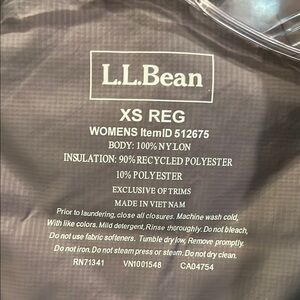 L.L.Bean
XS REG
WOMENS ItemID 512675
BODY: 100% NYLON
INSULATION: 90% RECYCLED POLYESTER
10% POLYESTER
EXCLUSIVE OF TRIMS
MADE IN VIETNAM
Prior to laundering, close all closures. Machine wash cold,
With like colors. Mild detergent, Rinse thoroughly. Do not bleach,
Do not use fabric softeners. Tumble dry low, Remove promptly.
Do not iron. Do not steam press or steam. Do not dry clean.
RN71341 VN1001548 CA04754